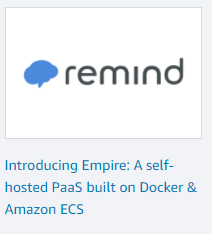 remind
Introducing Empire: A self-
hosted PaaS built on Docker &
Amazon ECS